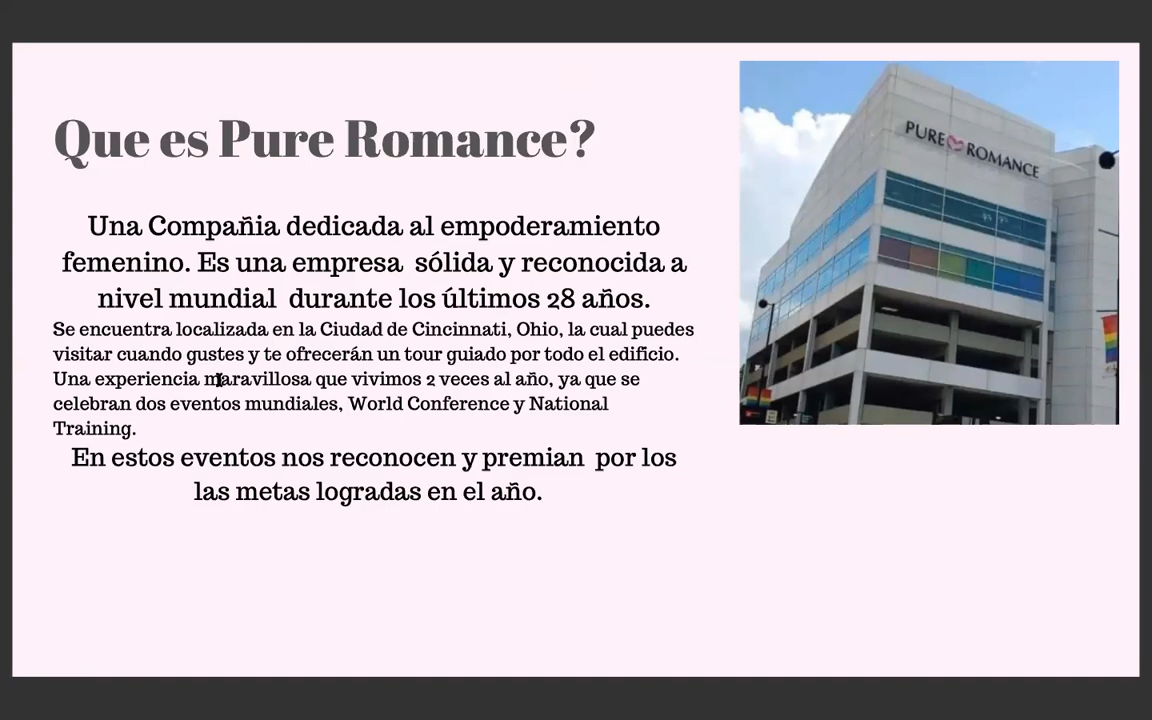 Que es Pure Romance?
Una Compañia dedicada al empoderamiento
femenino. Es una empresa sólida y reconocida a
nivel mundial durante los últimos 28 años.
Se encuentra localizada en la Ciudad de Cincinnati, Ohio, la cual puedes
visitar cuando gustes y te ofrecerán un tour guiado por todo el edificio.
Una experiencia maravillosa que vivimos 2 veces al año, ya que se
celebran dos eventos mundiales, World Conference y National
Training.
En estos eventos nos reconocen y premian por los
las metas logradas en el año.
PURE ROMANCE